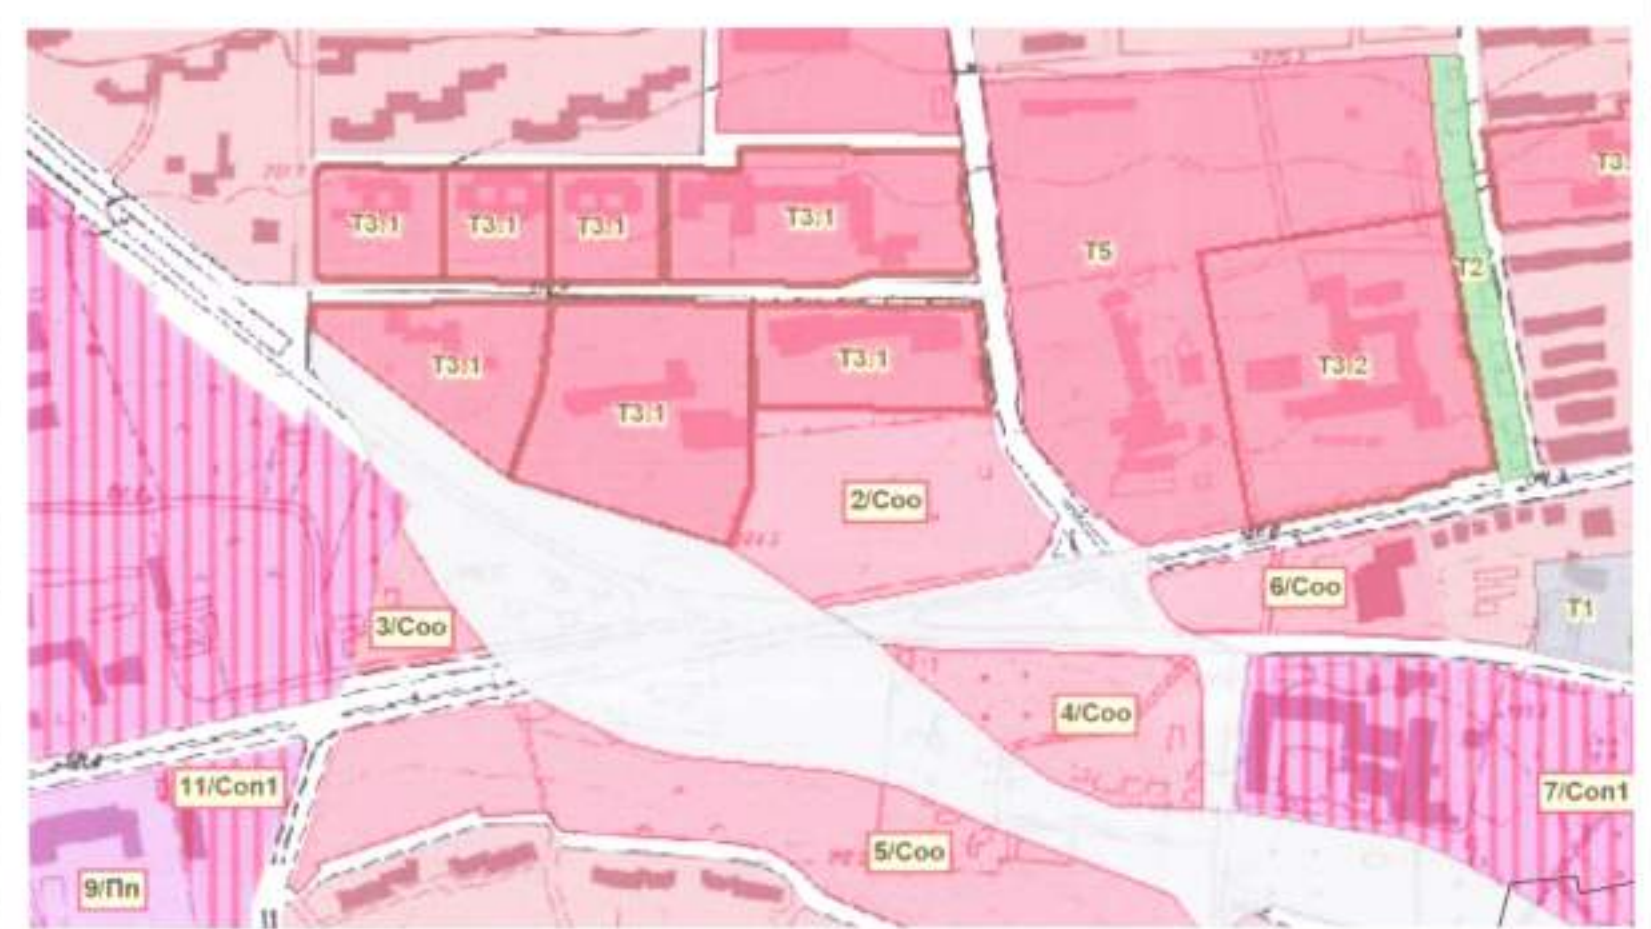 Т3.
Т3:1
Т3:1
Т3:1
Т3:1
Т5
Т2
Т3:1
Т3:1
Т3:2
Т3:1
2/Соо
6/Соо
Т1
3/Соо
4/Соо
11/Соп1
7/Соп1
5/Соо
9/Пп